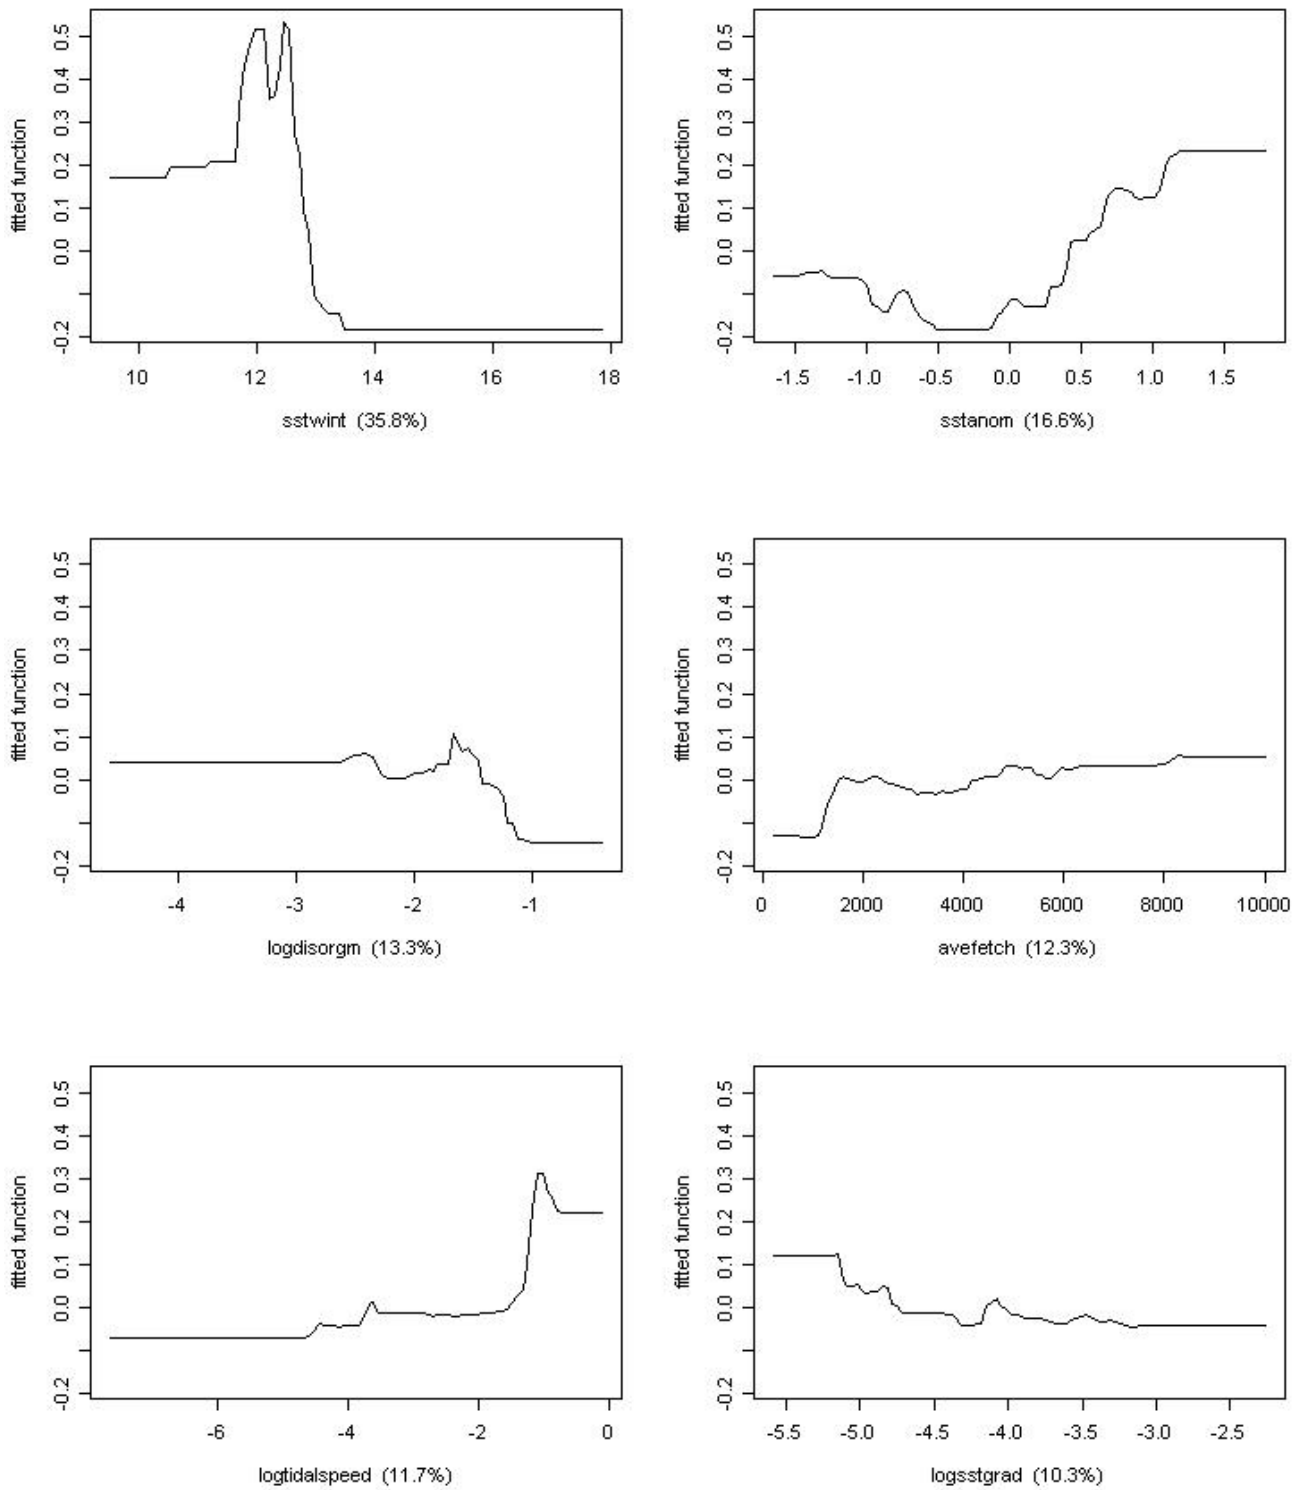 fitted function
0.5
0.4
0.3
0.2
0.1
0.0
-0.2
10 12 14 16 18
sstwint (35.8%)
fitted function
0.5
0.4
0.3
0.2
0.1
0.0
-0.2
-1.5 -1.0 -0.5 0.0 0.5 1.0 1.5
sstanom (16.6%)
fitted function
0.5
0.4
0.3
0.2
0.1
0.0
-0.2
-4 -3 -2 -1
logdisorgm (13.3%)
fitted function
0.5
0.4
0.3
0.2
0.1
0.0
-0.2
0 2000 4000 6000 8000 10000
avefetch (12.3%)
fitted function
0.5
0.4
0.3
0.2
0.1
0.0
-0.2
-6 -4 -2 0
logtidalspeed (11.7%)
fitted function
0.5
0.4
0.3
0.2
0.1
0.0
-0.2
-5.5 -5.0 -4.5 -4.0 -3.5 -3.0 -2.5
logsstgrad (10.3%)